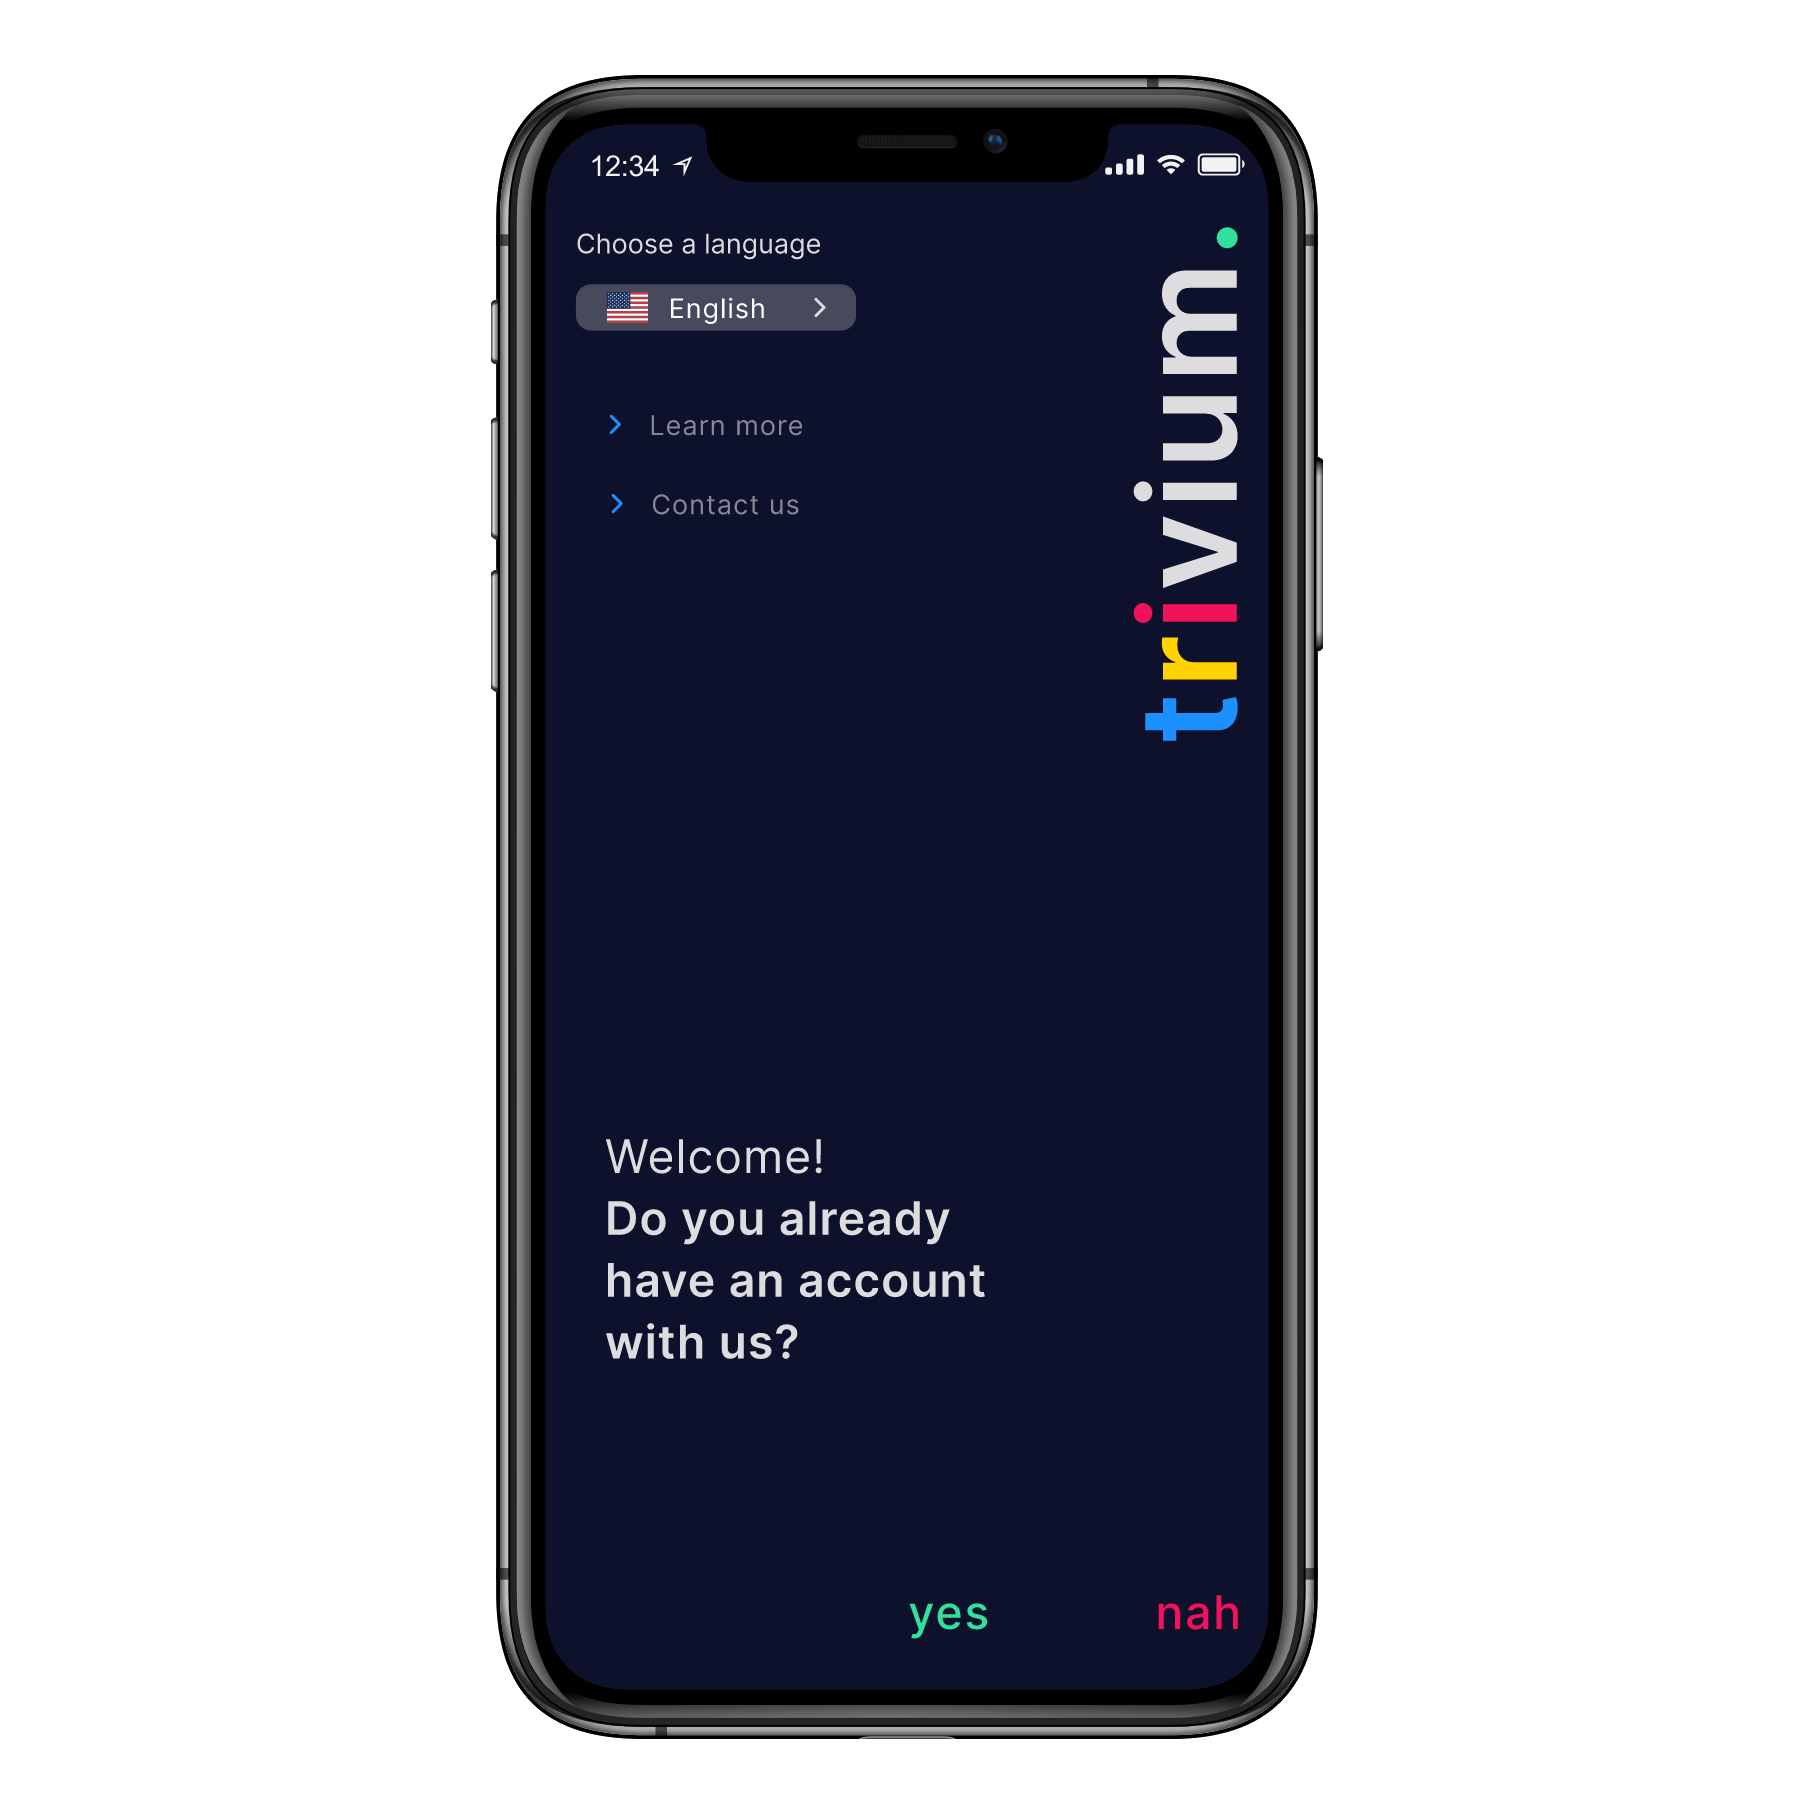 12:34
Choose a language
English
Learn more
Contact us
trivium.
Welcome!
Do you already
have an account
with us?
yes
nah